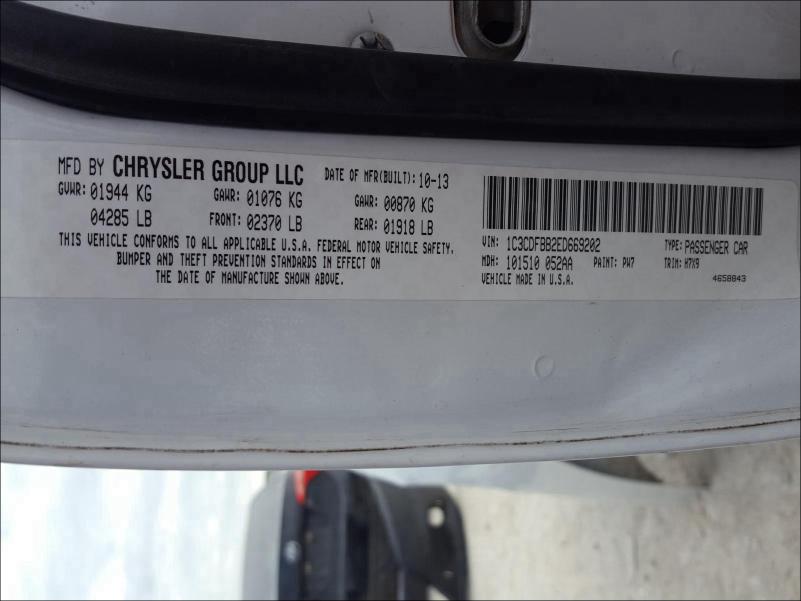 MFD BY CHRYSLER GROUP LLC DATE OF MFR(BUILT): 10-13
GVWR: 01944 KG GAWR: 01076 KG GAWR: 00870 KG
04285 LB FRONT: 02370 LB REAR: 01918 LB
THIS VEHICLE CONFORMS TO ALL APPLICABLE U.S.A. FEDERAL MOTOR VEHICLE SAFETY,
BUMPER AND THEFT PREVENTION STANDARDS IN EFFECT ON
THE DATE OF MANUFACTURE SHOWN ABOVE.
VIN: 1C3CDFBB2ED669202 TYPE: PASSENGER CAR
MDH: 101510 052AA PAINT: PW7 TRIM: H7X9
VEHICLE MADE IN U.S.A. 4658843